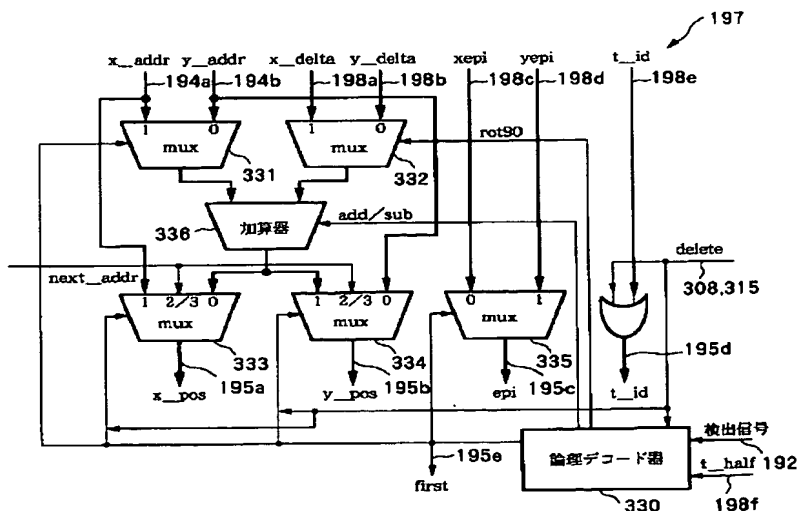 197
x_addr y_addr x_delta y_delta xepi yepi t_id
194a 194b 198a 198b 198c 198d 198e
1 0 1 0 rot90
mux mux
331 332
加算器 add/sub
336
delete
next_addr 308,315
1 2/3 0 1 2/3 0 0 1
mux mux mux
333 334 335
195a 195b 195c 195d
x_pos y_pos epi t_id
検出信号
195e 論理デコード器 192
t_half
first 330 198f